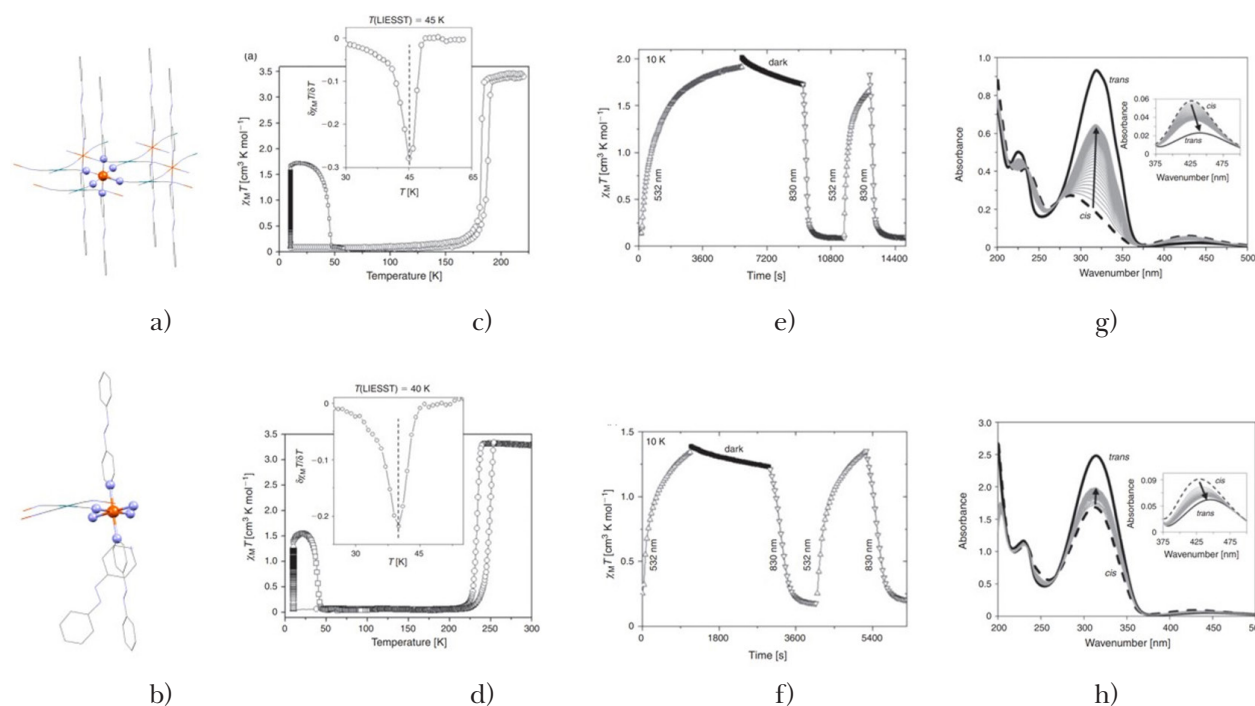 a)
T(LIESST) = 45 K
(a)
χMT [cm3 K mol−1]
3.5
3.0
2.5
2.0
1.5
1.0
0.5
0
50
100
150
200
Temperature [K]
δχMT/δT
0
−0.1
−0.2
−0.3
30
45
65
T [K]
c)
10 K
dark
532 nm
830 nm
532 nm
830 nm
χMT [cm3 K mol−1]
2.0
1.5
1.0
0.5
0
0
3600
7200
10800
14400
Time [s]
e)
Absorbance
1.0
0.8
0.6
0.4
0.2
0
200
250
300
350
400
450
500
Wavenumber [nm]
trans
cis
Absorbance
0.06
0.04
0.02
0
375
425
475
Wavenumber [nm]
cis
trans
g)
b)
T(LIESST) = 40 K
χMT [cm3 K mol−1]
3.5
3.0
2.5
2.0
1.5
1.0
0.5
0
0
50
100
150
200
250
300
Temperature [K]
δχMT/δT
0
−0.1
−0.2
30
45
T [K]
d)
10 K
dark
532 nm
830 nm
532 nm
830 nm
χMT [cm3 K mol−1]
1.5
1.0
0.5
0
0
1800
3600
5400
Time [s]
f)
Absorbance
3.0
2.5
2.0
1.5
1.0
0.5
0
200
250
300
350
400
450
500
Wavenumber [nm]
trans
cis
Absorbance
0.09
0.05
0
375
425
475
Wavenumber [nm]
cis
trans
h)